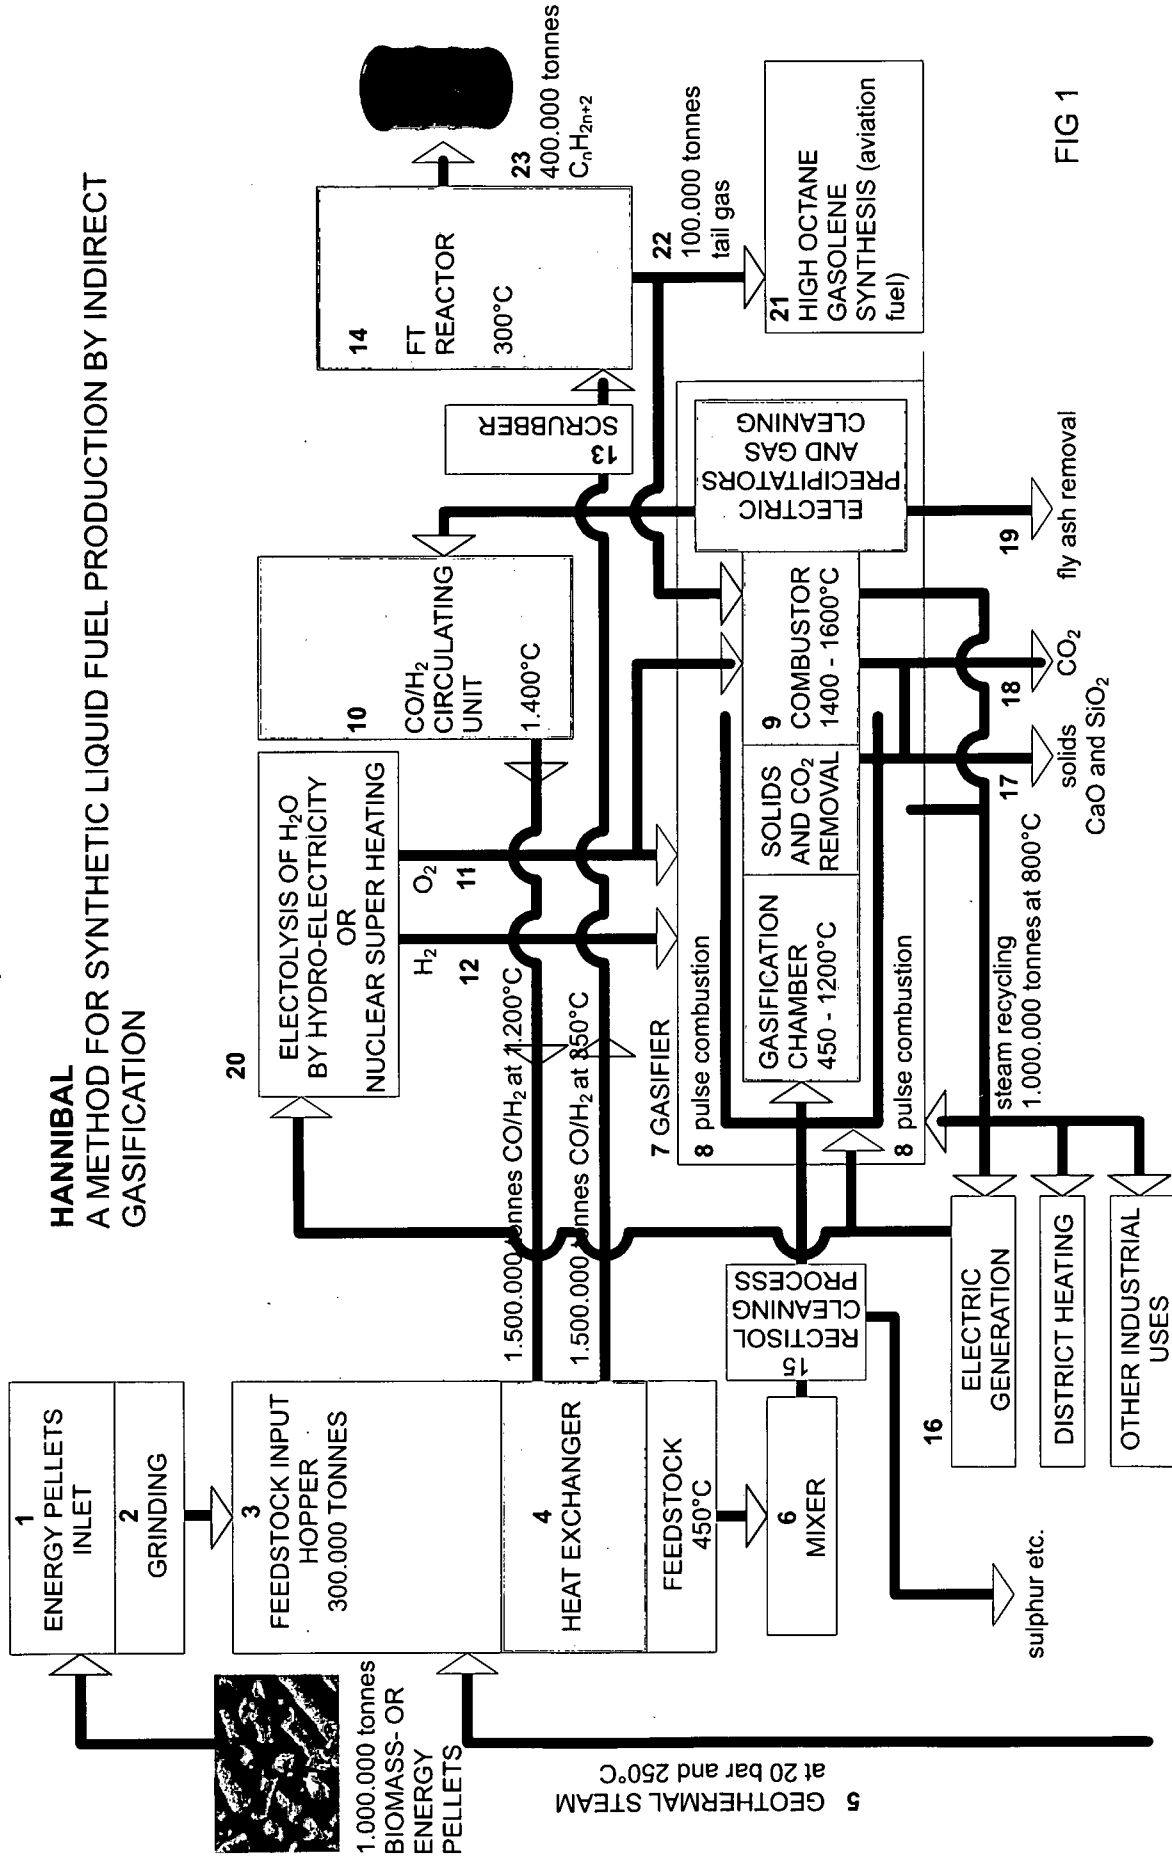 HANNIBAL
A METHOD FOR SYNTHETIC LIQUID FUEL PRODUCTION BY INDIRECT
GASIFICATION
1
ENERGY PELLETS
INLET
2
GRINDING
1.000.000 tonnes
BIOMASS- OR
ENERGY
PELLETS
3
FEEDSTOCK INPUT
HOPPER
300.000 TONNES
4
HEAT EXCHANGER
FEEDSTOCK
450°C
5 GEOTHERMAL STEAM
at 20 bar and 250°C
6
MIXER
RECTISOL
CLEANING
PROCESS
15
sulphur etc.
1.500.000 tonnes CO/H₂ at 1.200°C
1.500.000 tonnes CO/H₂ at 850°C
20
ELECTOLYSIS OF H₂O
BY HYDRO-ELECTRICITY
OR
NUCLEAR SUPER HEATING
H₂
12
O₂
11
10
CO/H₂
CIRCULATING
UNIT
1.400°C
SCRUBBER
13
14
FT
REACTOR
300°C
23
400.000 tonnes
CₙH₂ₙ₊₂
22
100.000 tonnes
tail gas
21
HIGH OCTANE
GASOLENE
SYNTHESIS (aviation
fuel)
7 GASIFIER
8 pulse combustion
GASIFICATION
CHAMBER
450 - 1200°C
SOLIDS
AND CO₂
REMOVAL
9
COMBUSTOR
1400 - 1600°C
ELECTRIC
PRECIPITATORS
AND GAS
CLEANING
8 pulse combustion
steam recycling
1.000.000 tonnes at 800°C
17
solids
CaO and SiO₂
18
CO₂
19
fly ash removal
16
ELECTRIC
GENERATION
DISTRICT HEATING
OTHER INDUSTRIAL
USES
FIG 1